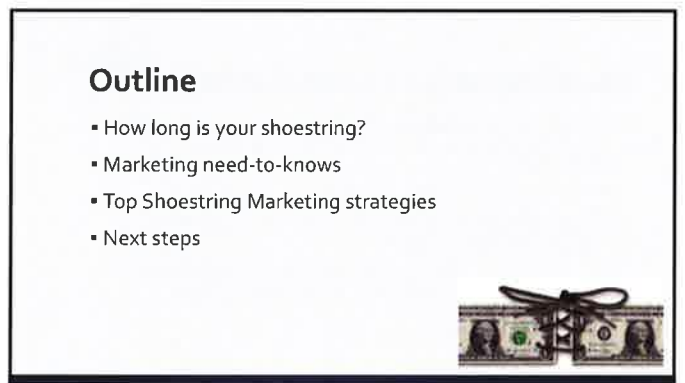 Outline
▪ How long is your shoestring?
▪ Marketing need-to-knows
▪ Top Shoestring Marketing strategies
▪ Next steps